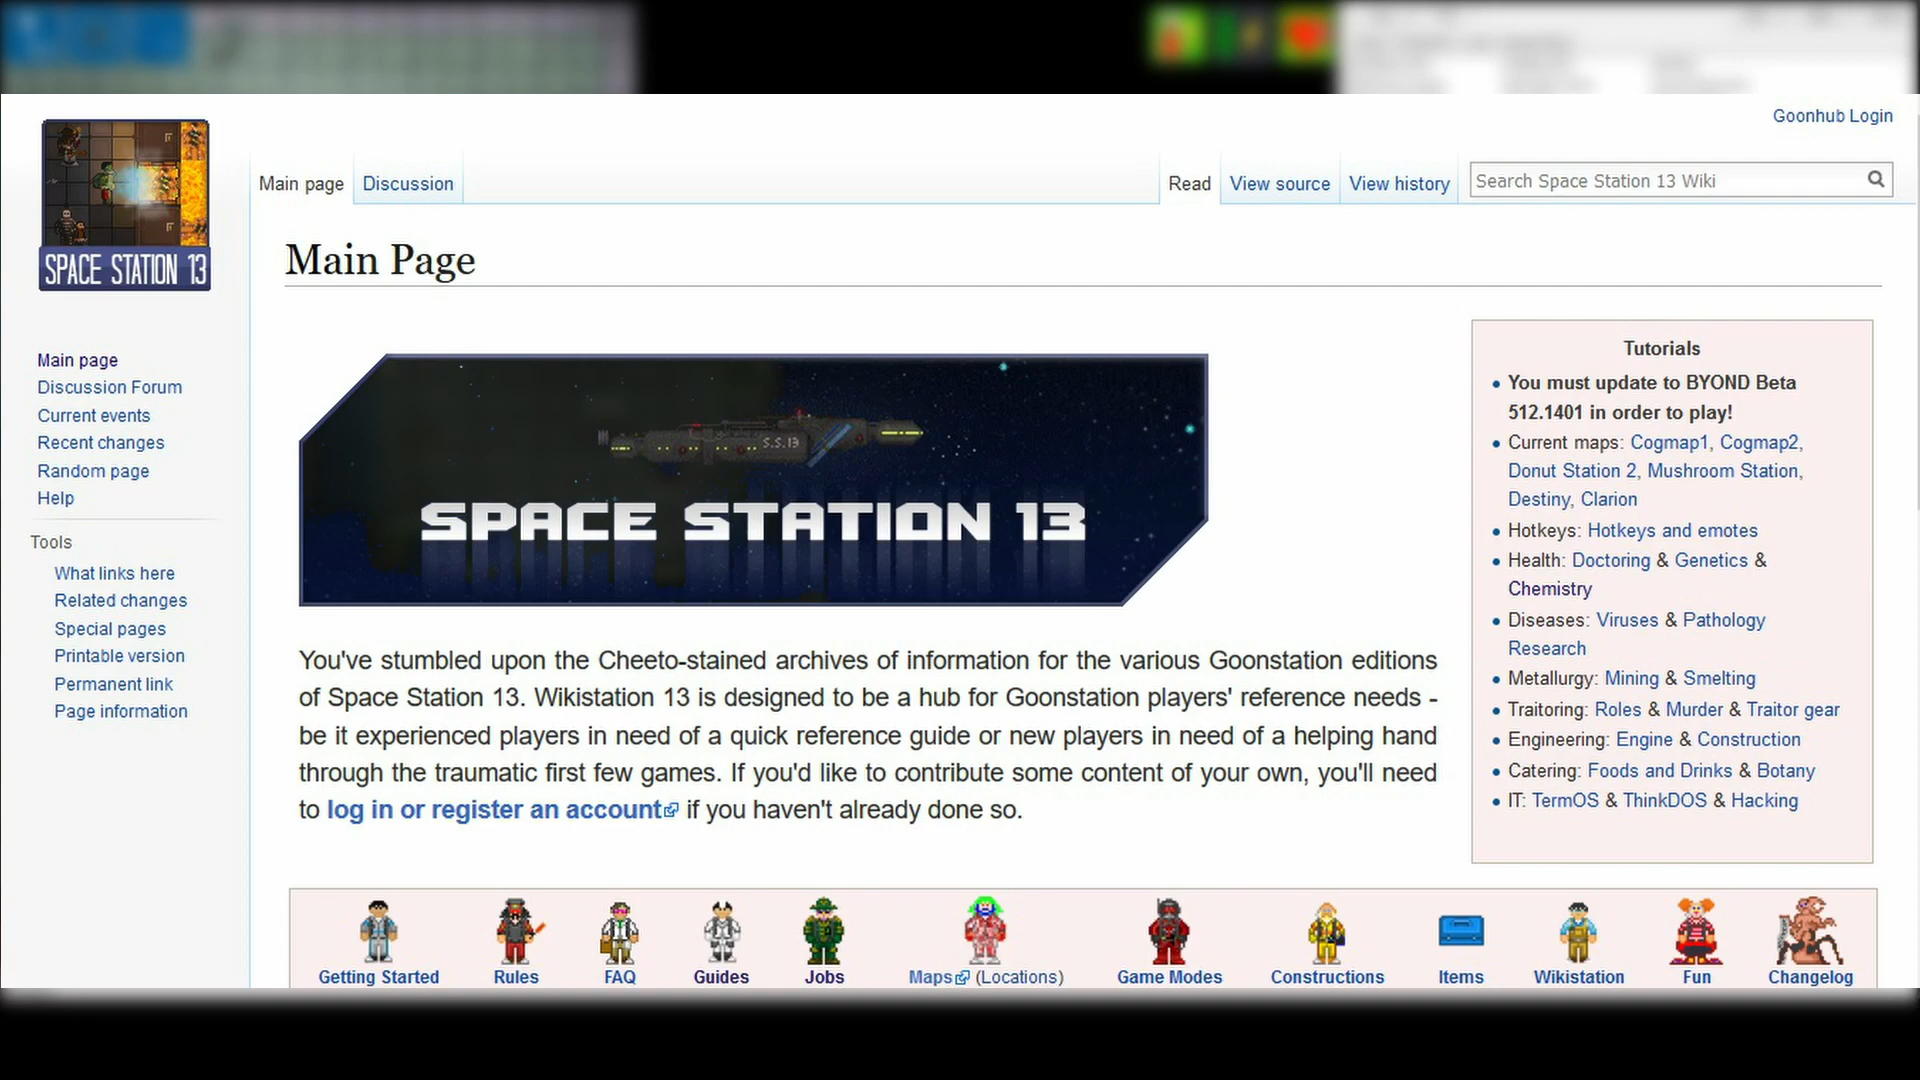 Goonhub Login
Main page
Discussion
Read
View source
View history
Search Space Station 13 Wiki
SPACE STATION 13
Main Page
Main page
Discussion Forum
Current events
Recent changes
Random page
Help
Tools
What links here
Related changes
Special pages
Printable version
Permanent link
Page information
S.S.13
SPACE STATION 13
You've stumbled upon the Cheeto-stained archives of information for the various Goonstation editions
of Space Station 13. Wikistation 13 is designed to be a hub for Goonstation players' reference needs -
be it experienced players in need of a quick reference guide or new players in need of a helping hand
through the traumatic first few games. If you'd like to contribute some content of your own, you'll need
to log in or register an account if you haven't already done so.
Tutorials
You must update to BYOND Beta
512.1401 in order to play!
Current maps: Cogmap1, Cogmap2,
Donut Station 2, Mushroom Station,
Destiny, Clarion
Hotkeys: Hotkeys and emotes
Health: Doctoring & Genetics &
Chemistry
Diseases: Viruses & Pathology
Research
Metallurgy: Mining & Smelting
Traitoring: Roles & Murder & Traitor gear
Engineering: Engine & Construction
Catering: Foods and Drinks & Botany
IT: TermOS & ThinkDOS & Hacking
Getting Started
Rules
FAQ
Guides
Jobs
Maps (Locations)
Game Modes
Constructions
Items
Wikistation
Fun
Changelog